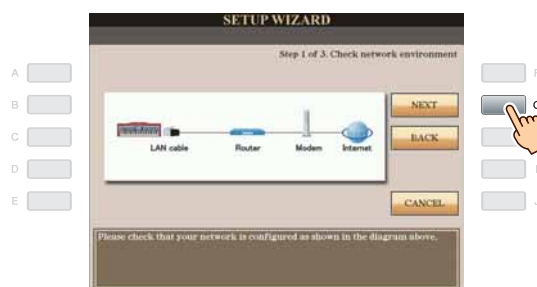 SETUP WIZARD
Step 1 of 3. Check network environment
A
B
C
D
E
NEXT
BACK
CANCEL
LAN cable
Router
Modem
Internet
Please check that your network is configured as shown in the diagram above.